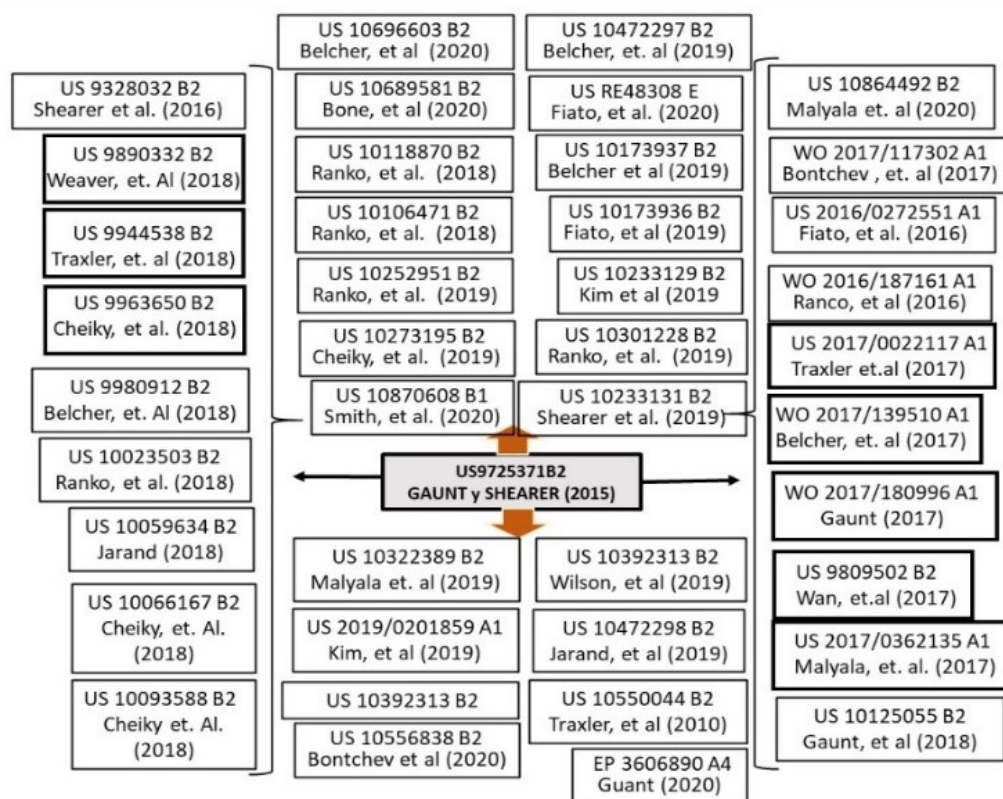 US 9328032 B2
Shearer et al. (2016)
US 9890332 B2
Weaver, et. Al (2018)
US 9944538 B2
Traxler, et. al (2018)
US 9963650 B2
Cheiky, et al. (2018)
US 9980912 B2
Belcher, et. Al (2018)
US 10023503 B2
Ranko, et al. (2018)
US 10059634 B2
Jarand (2018)
US 10066167 B2
Cheiky, et. Al.
(2018)
US 10093588 B2
Cheiky et. Al.
(2018)
US 10696603 B2
Belcher, et al (2020)
US 10689581 B2
Bone, et al (2020)
US 10118870 B2
Ranko, et al. (2018)
US 10106471 B2
Ranko, et al. (2018)
US 10252951 B2
Ranko, et al. (2019)
US 10273195 B2
Cheiky, et al. (2019)
US 10870608 B1
Smith, et al. (2020)
US 10472297 B2
Belcher, et. al (2019)
US RE48308 E
Fiato, et al. (2020)
US 10173937 B2
Belcher et al 2019)
US 10173936 B2
Fiato, et al (2019)
US 10233129 B2
Kim et al (2019
US 10301228 B2
Ranko, et al. (2019)
US 10233131 B2
Shearer et al. (2019)
US9725371B2
GAUNT y SHEARER (2015)
US 10322389 B2
Malyala et. al (2019)
US 2019/0201859 A1
Kim, et al (2019)
US 10392313 B2
US 10556838 B2
Bontchev et al (2020)
US 10392313 B2
Wilson, et al (2019)
US 10472298 B2
Jarand, et al (2019)
US 10550044 B2
Traxler, et al (2010)
EP 3606890 A4
Guant (2020)
US 10864492 B2
Malyala et. al (2020)
WO 2017/117302 A1
Bontchev , et. al (2017)
US 2016/0272551 A1
Fiato, et al. (2016)
WO 2016/187161 A1
Ranco, et al (2016)
US 2017/0022117 A1
Traxler et.al (2017)
WO 2017/139510 A1
Belcher, et. al (2017)
WO 2017/180996 A1
Gaunt (2017)
US 9809502 B2
Wan, et.al (2017)
US 2017/0362135 A1
Malyala, et. al. (2017)
US 10125055 B2
Gaunt, et al (2018)